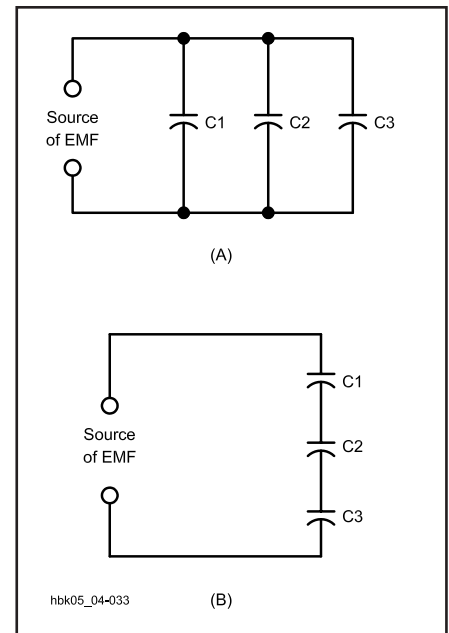 Source
of EMF
C1
C2
C3
(A)
Source
of EMF
C1
C2
C3
hbk05_04-033
(B)